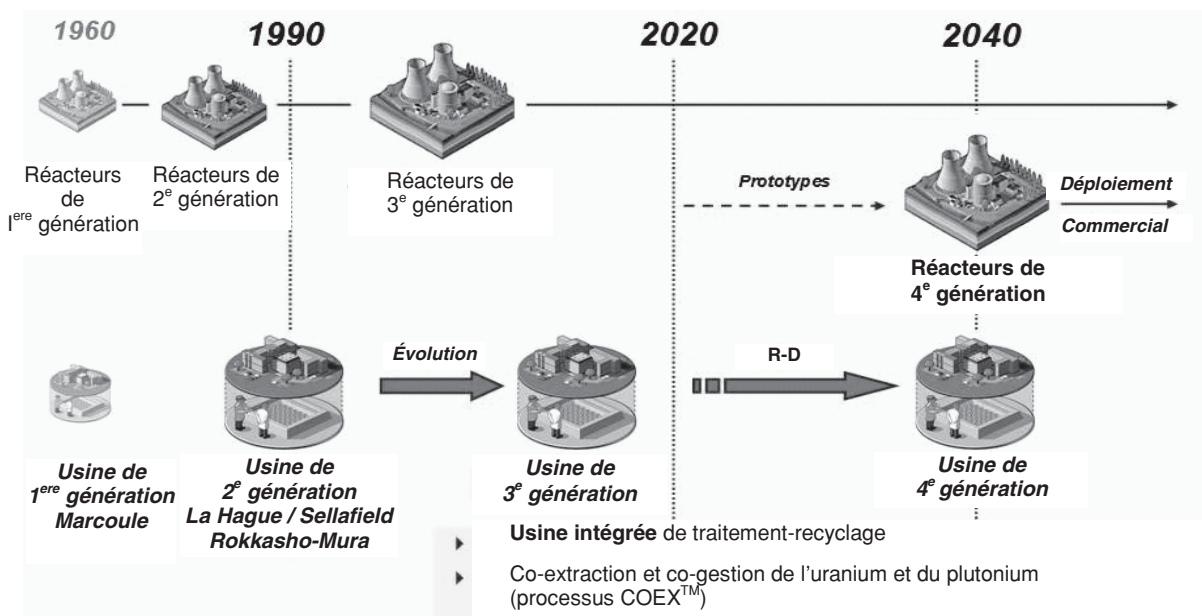 1960
1990
2020
2040
Réacteurs
de
Iere génération
Réacteurs de
2e génération
Réacteurs de
3e génération
Prototypes
Déploiement
Commercial
Réacteurs de
4e génération
Évolution
R-D
Usine de
1ere génération
Marcoule
Usine de
2e génération
La Hague / Sellafield
Rokkasho-Mura
Usine de
3e génération
Usine de
4e génération
Usine intégrée de traitement-recyclage
Co-extraction et co-gestion de l'uranium et du plutonium
(processus COEXTM)